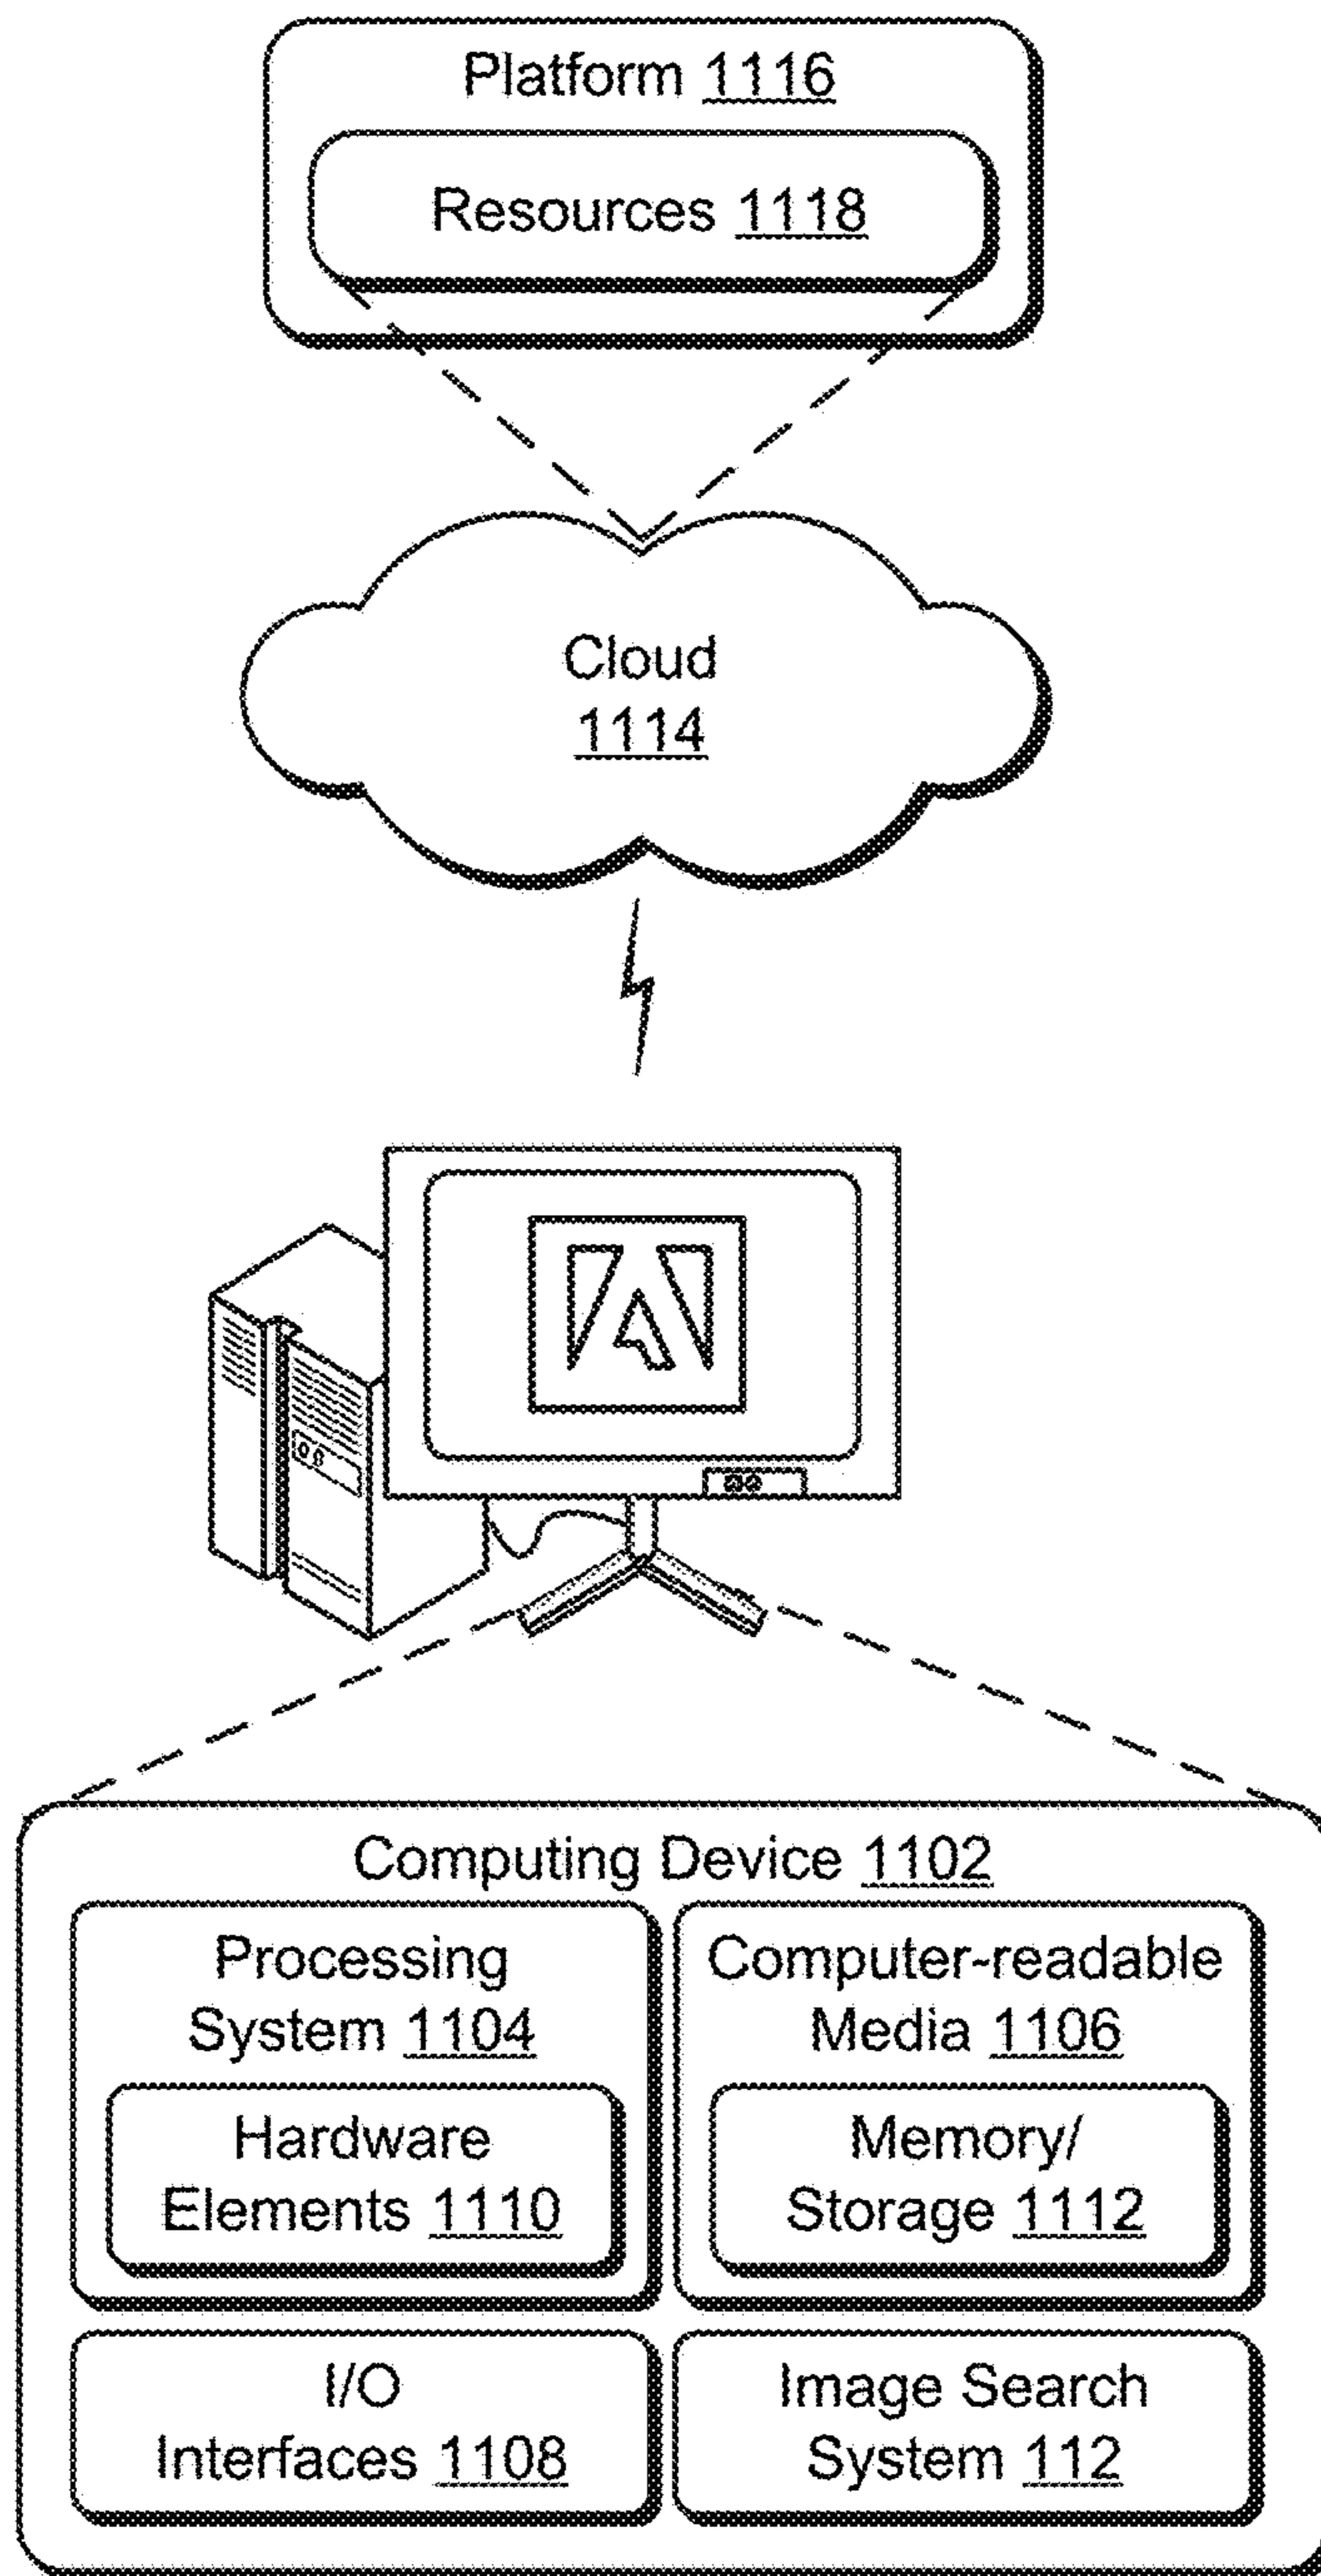 Platform 1116
Resources 1118
Cloud
1114
Computing Device 1102
Processing
System 1104
Hardware
Elements 1110
Computer-readable
Media 1106
Memory/
Storage 1112
I/O
Interfaces 1108
Image Search
System 112